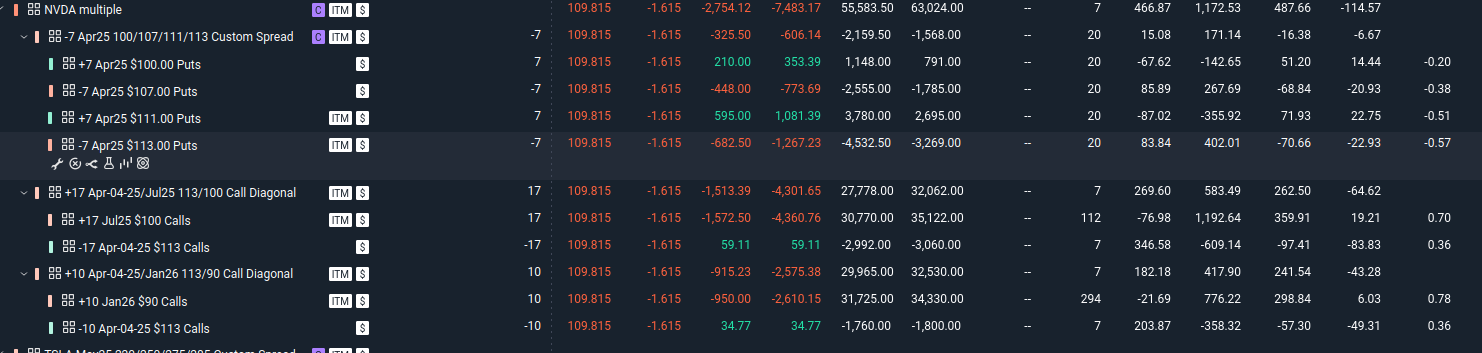 NVDA multiple C ITM $ 109.815 -1.615 -2,754.12 -7,483.17 55,583.50 63,024.00 -- 7 466.87 1,172.53 487.66 -114.57
-7 Apr25 100/107/111/113 Custom Spread C ITM $ -7 109.815 -1.615 -325.50 -606.14 -2,159.50 -1,568.00 -- 20 15.08 171.14 -16.38 -6.67
+7 Apr25 $100.00 Puts $ 7 109.815 -1.615 210.00 353.39 1,148.00 791.00 -- 20 -67.62 -142.65 51.20 14.44 -0.20
-7 Apr25 $107.00 Puts $ -7 109.815 -1.615 -448.00 -773.69 -2,555.00 -1,785.00 -- 20 85.89 267.69 -68.84 -20.93 -0.38
+7 Apr25 $111.00 Puts ITM $ 7 109.815 -1.615 595.00 1,081.39 3,780.00 2,695.00 -- 20 -87.02 -355.92 71.93 22.75 -0.51
-7 Apr25 $113.00 Puts ITM $ -7 109.815 -1.615 -682.50 -1,267.23 -4,532.50 -3,269.00 -- 20 83.84 402.01 -70.66 -22.93 -0.57
+17 Apr-04-25/Jul25 113/100 Call Diagonal ITM $ 17 109.815 -1.615 -1,513.39 -4,301.65 27,778.00 32,062.00 -- 7 269.60 583.49 262.50 -64.62
+17 Jul25 $100 Calls ITM $ 17 109.815 -1.615 -1,572.50 -4,360.76 30,770.00 35,122.00 -- 112 -76.98 1,192.64 359.91 19.21 0.70
-17 Apr-04-25 $113 Calls $ -17 109.815 -1.615 59.11 59.11 -2,992.00 -3,060.00 -- 7 346.58 -609.14 -97.41 -83.83 0.36
+10 Apr-04-25/Jan26 113/90 Call Diagonal ITM $ 10 109.815 -1.615 -915.23 -2,575.38 29,965.00 32,530.00 -- 7 182.18 417.90 241.54 -43.28
+10 Jan26 $90 Calls ITM $ 10 109.815 -1.615 -950.00 -2,610.15 31,725.00 34,330.00 -- 294 -21.69 776.22 298.84 6.03 0.78
-10 Apr-04-25 $113 Calls $ -10 109.815 -1.615 34.77 34.77 -1,760.00 -1,800.00 -- 7 203.87 -358.32 -57.30 -49.31 0.36